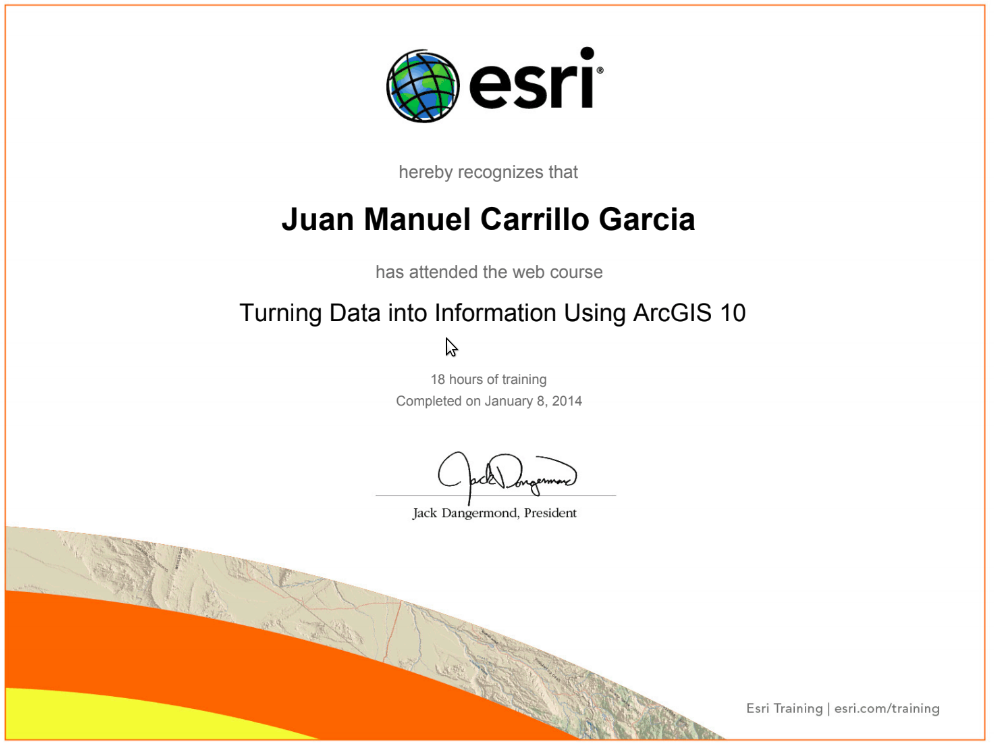 esri®
hereby recognizes that
Juan Manuel Carrillo Garcia
has attended the web course
Turning Data into Information Using ArcGIS 10
18 hours of training
Completed on January 8, 2014
Jack Dangermond
Jack Dangermond, President
Esri Training | esri.com/training